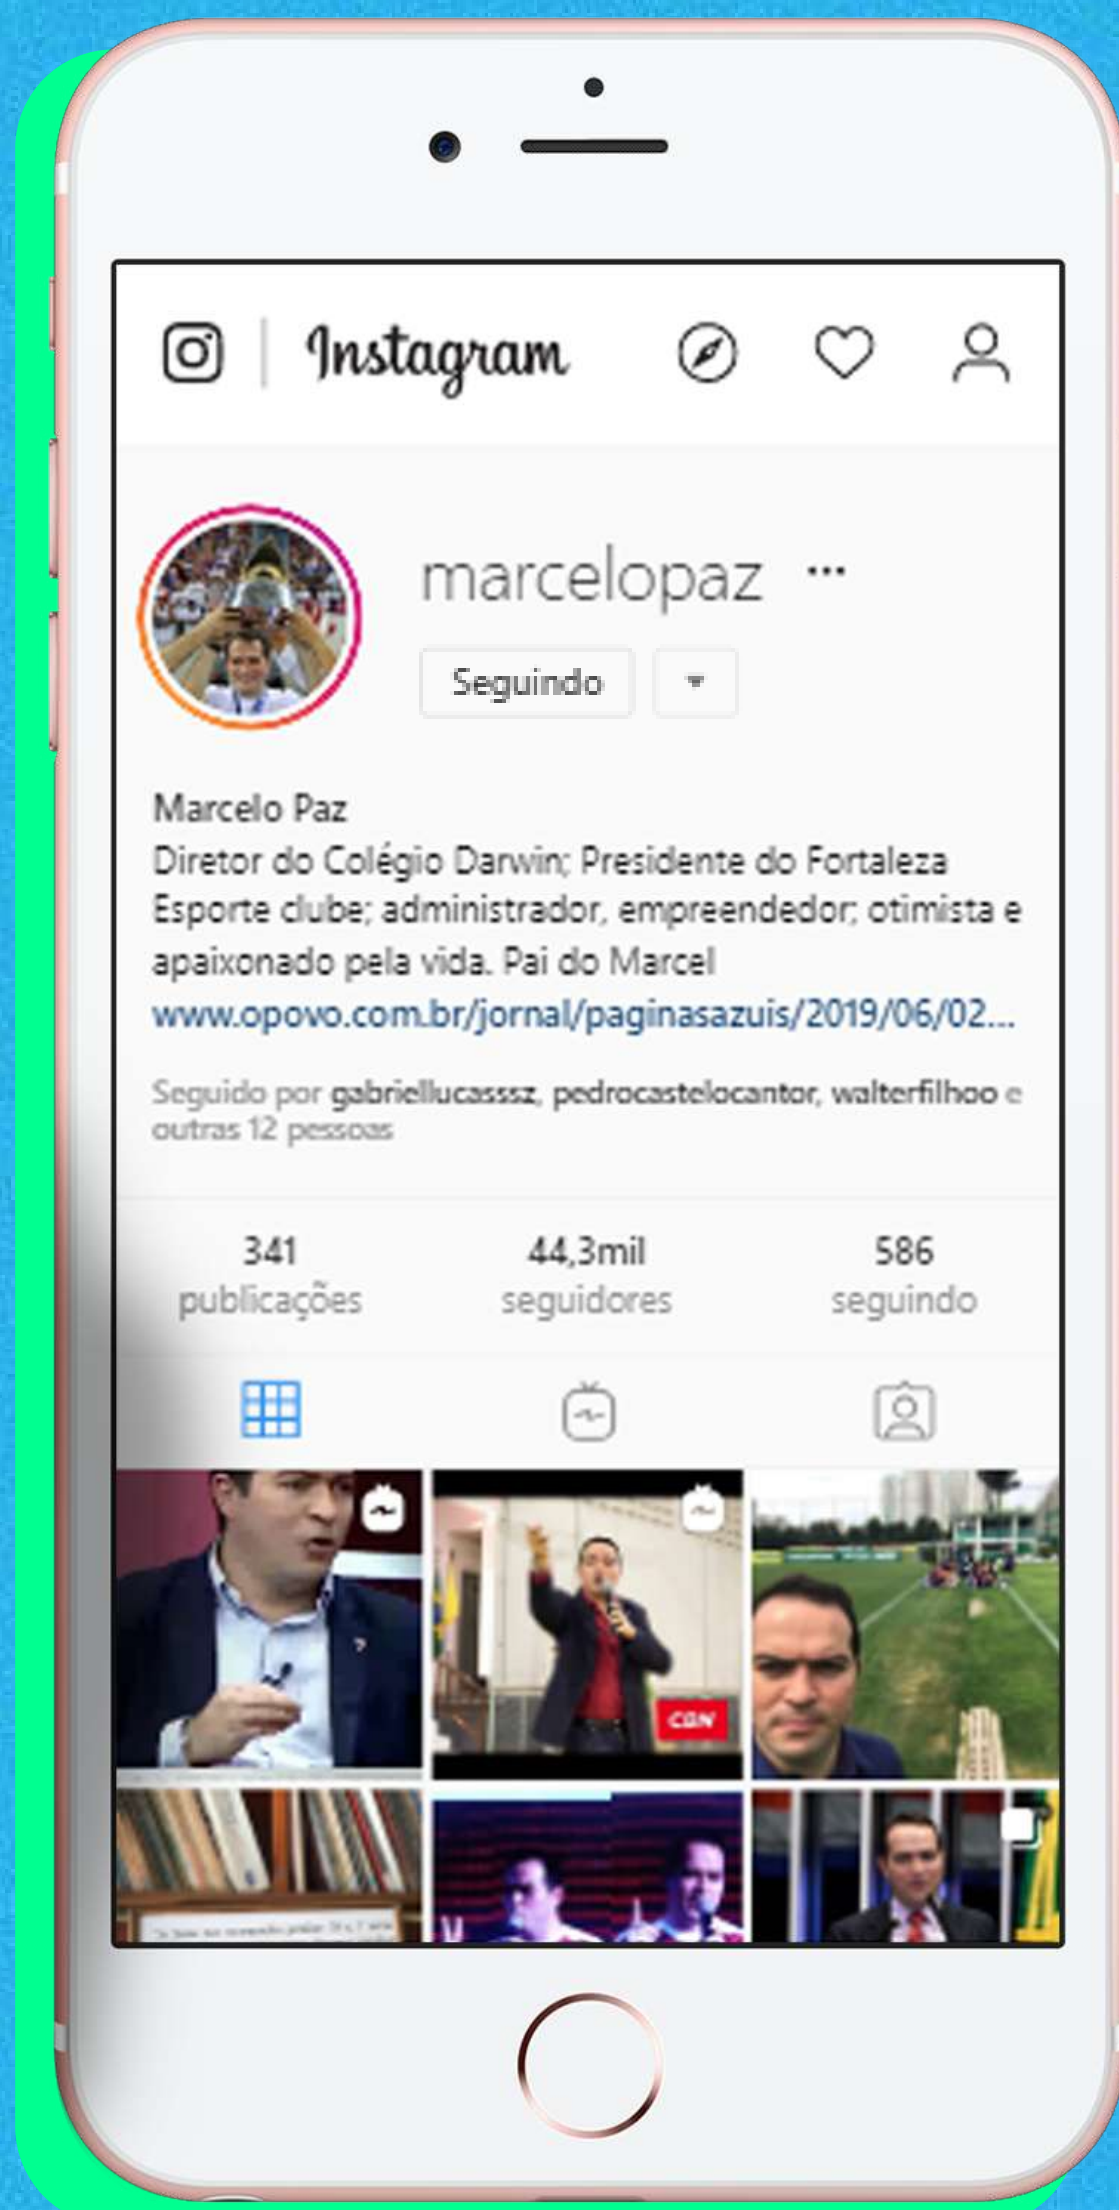 Instagram
marcelopaz ...
Seguindo
Marcelo Paz
Diretor do Colégio Darwin; Presidente do Fortaleza
Esporte clube; administrador, empreendedor; otimista e
apaixonado pela vida. Pai do Marcel
www.opovo.com.br/jornal/paginasazuis/2019/06/02...
Seguido por gabriellucasssz, pedrocastelocantor, walterfilhoo e
outras 12 pessoas
341 44,3mil 586
publicações seguidores seguindo
CBN